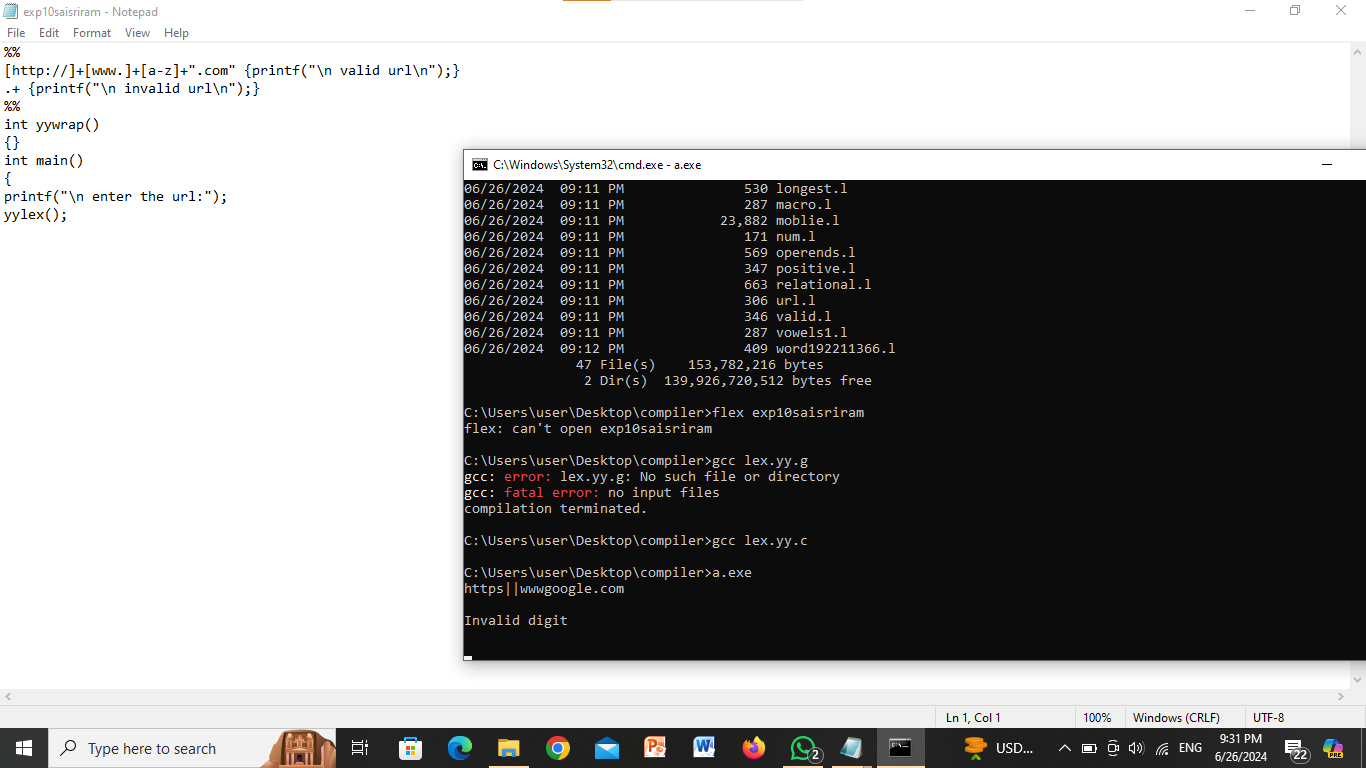 exp10saisriram - Notepad
File Edit Format View Help
%%
[http://]+[www.]+[a-z]+".com" {printf("\n valid url\n");}
.+ {printf("\n invalid url\n");}
%%
int yywrap()
{}
int main()
{
printf("\n enter the url:");
yylex();
C:\Windows\System32\cmd.exe - a.exe
06/26/2024  09:11 PM               530 longest.l
06/26/2024  09:11 PM               287 macro.l
06/26/2024  09:11 PM            23,882 moblie.l
06/26/2024  09:11 PM               171 num.l
06/26/2024  09:11 PM               569 operends.l
06/26/2024  09:11 PM               347 positive.l
06/26/2024  09:11 PM               663 relational.l
06/26/2024  09:11 PM               306 url.l
06/26/2024  09:11 PM               346 valid.l
06/26/2024  09:11 PM               287 vowels1.l
06/26/2024  09:12 PM               409 word192211366.l
47 File(s)    153,782,216 bytes
2 Dir(s)  139,926,720,512 bytes free
C:\Users\user\Desktop\compiler>flex exp10saisriram
flex: can't open exp10saisriram
C:\Users\user\Desktop\compiler>gcc lex.yy.g
gcc: error: lex.yy.g: No such file or directory
gcc: fatal error: no input files
compilation terminated.
C:\Users\user\Desktop\compiler>gcc lex.yy.c
C:\Users\user\Desktop\compiler>a.exe
https||wwwgoogle.com
Invalid digit
Ln 1, Col 1 100% Windows (CRLF) UTF-8
Type here to search
USD...
ENG
9:31 PM
6/26/2024
2
22
PRE